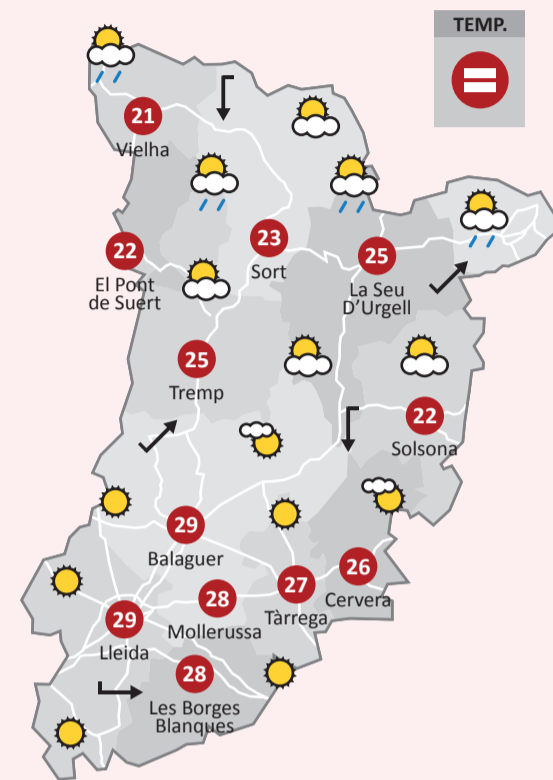 TEMP.
21
Vielha
22
El Pont
de Suert
23
Sort
25
La Seu
D'Urgell
25
Tremp
22
Solsona
29
Balaguer
26
Cervera
27
Tàrrega
28
Mollerussa
29
Lleida
28
Les Borges
Blanques